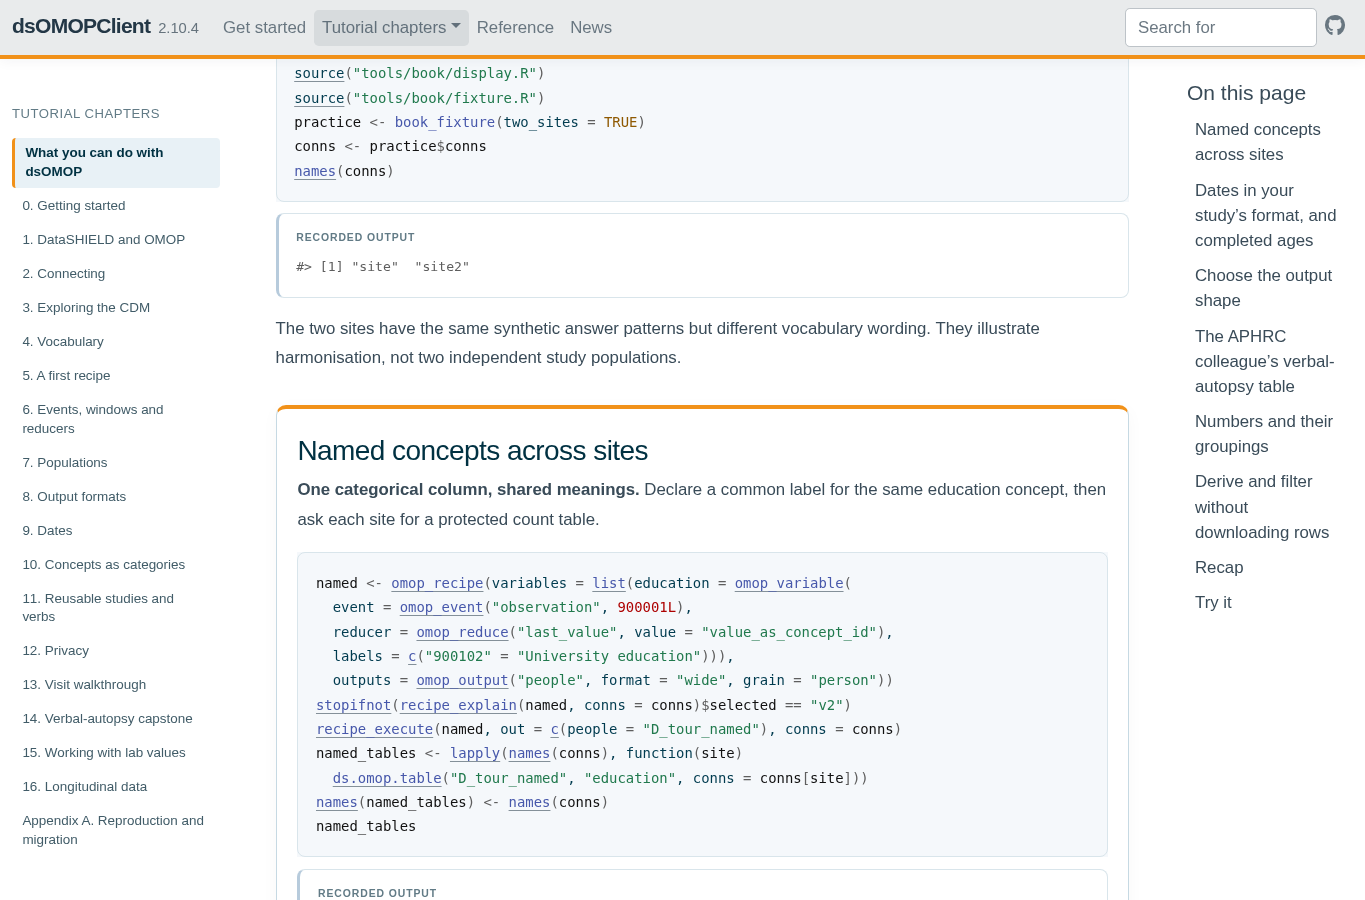 dsOMOPClient 2.10.4 Get started Tutorial chapters Reference News Search for
TUTORIAL CHAPTERS
What you can do with
dsOMOP
0. Getting started
1. DataSHIELD and OMOP
2. Connecting
3. Exploring the CDM
4. Vocabulary
5. A first recipe
6. Events, windows and
reducers
7. Populations
8. Output formats
9. Dates
10. Concepts as categories
11. Reusable studies and
verbs
12. Privacy
13. Visit walkthrough
14. Verbal-autopsy capstone
15. Working with lab values
16. Longitudinal data
Appendix A. Reproduction and
migration
source("tools/book/display.R")
source("tools/book/fixture.R")
practice <- book_fixture(two_sites = TRUE)
conns <- practice$conns
names(conns)
RECORDED OUTPUT
#> [1] "site"  "site2"
The two sites have the same synthetic answer patterns but different vocabulary wording. They illustrate
harmonisation, not two independent study populations.
Named concepts across sites
One categorical column, shared meanings. Declare a common label for the same education concept, then
ask each site for a protected count table.
named <- omop_recipe(variables = list(education = omop_variable(
  event = omop_event("observation", 900001L),
  reducer = omop_reduce("last_value", value = "value_as_concept_id"),
  labels = c("900102" = "University education"))),
  outputs = omop_output("people", format = "wide", grain = "person"))
stopifnot(recipe_explain(named, conns = conns)$selected == "v2")
recipe_execute(named, out = c(people = "D_tour_named"), conns = conns)
named_tables <- lapply(names(conns), function(site)
  ds.omop.table("D_tour_named", "education", conns = conns[site]))
names(named_tables) <- names(conns)
named_tables
RECORDED OUTPUT
On this page
Named concepts
across sites
Dates in your
study’s format, and
completed ages
Choose the output
shape
The APHRC
colleague’s verbal-
autopsy table
Numbers and their
groupings
Derive and filter
without
downloading rows
Recap
Try it